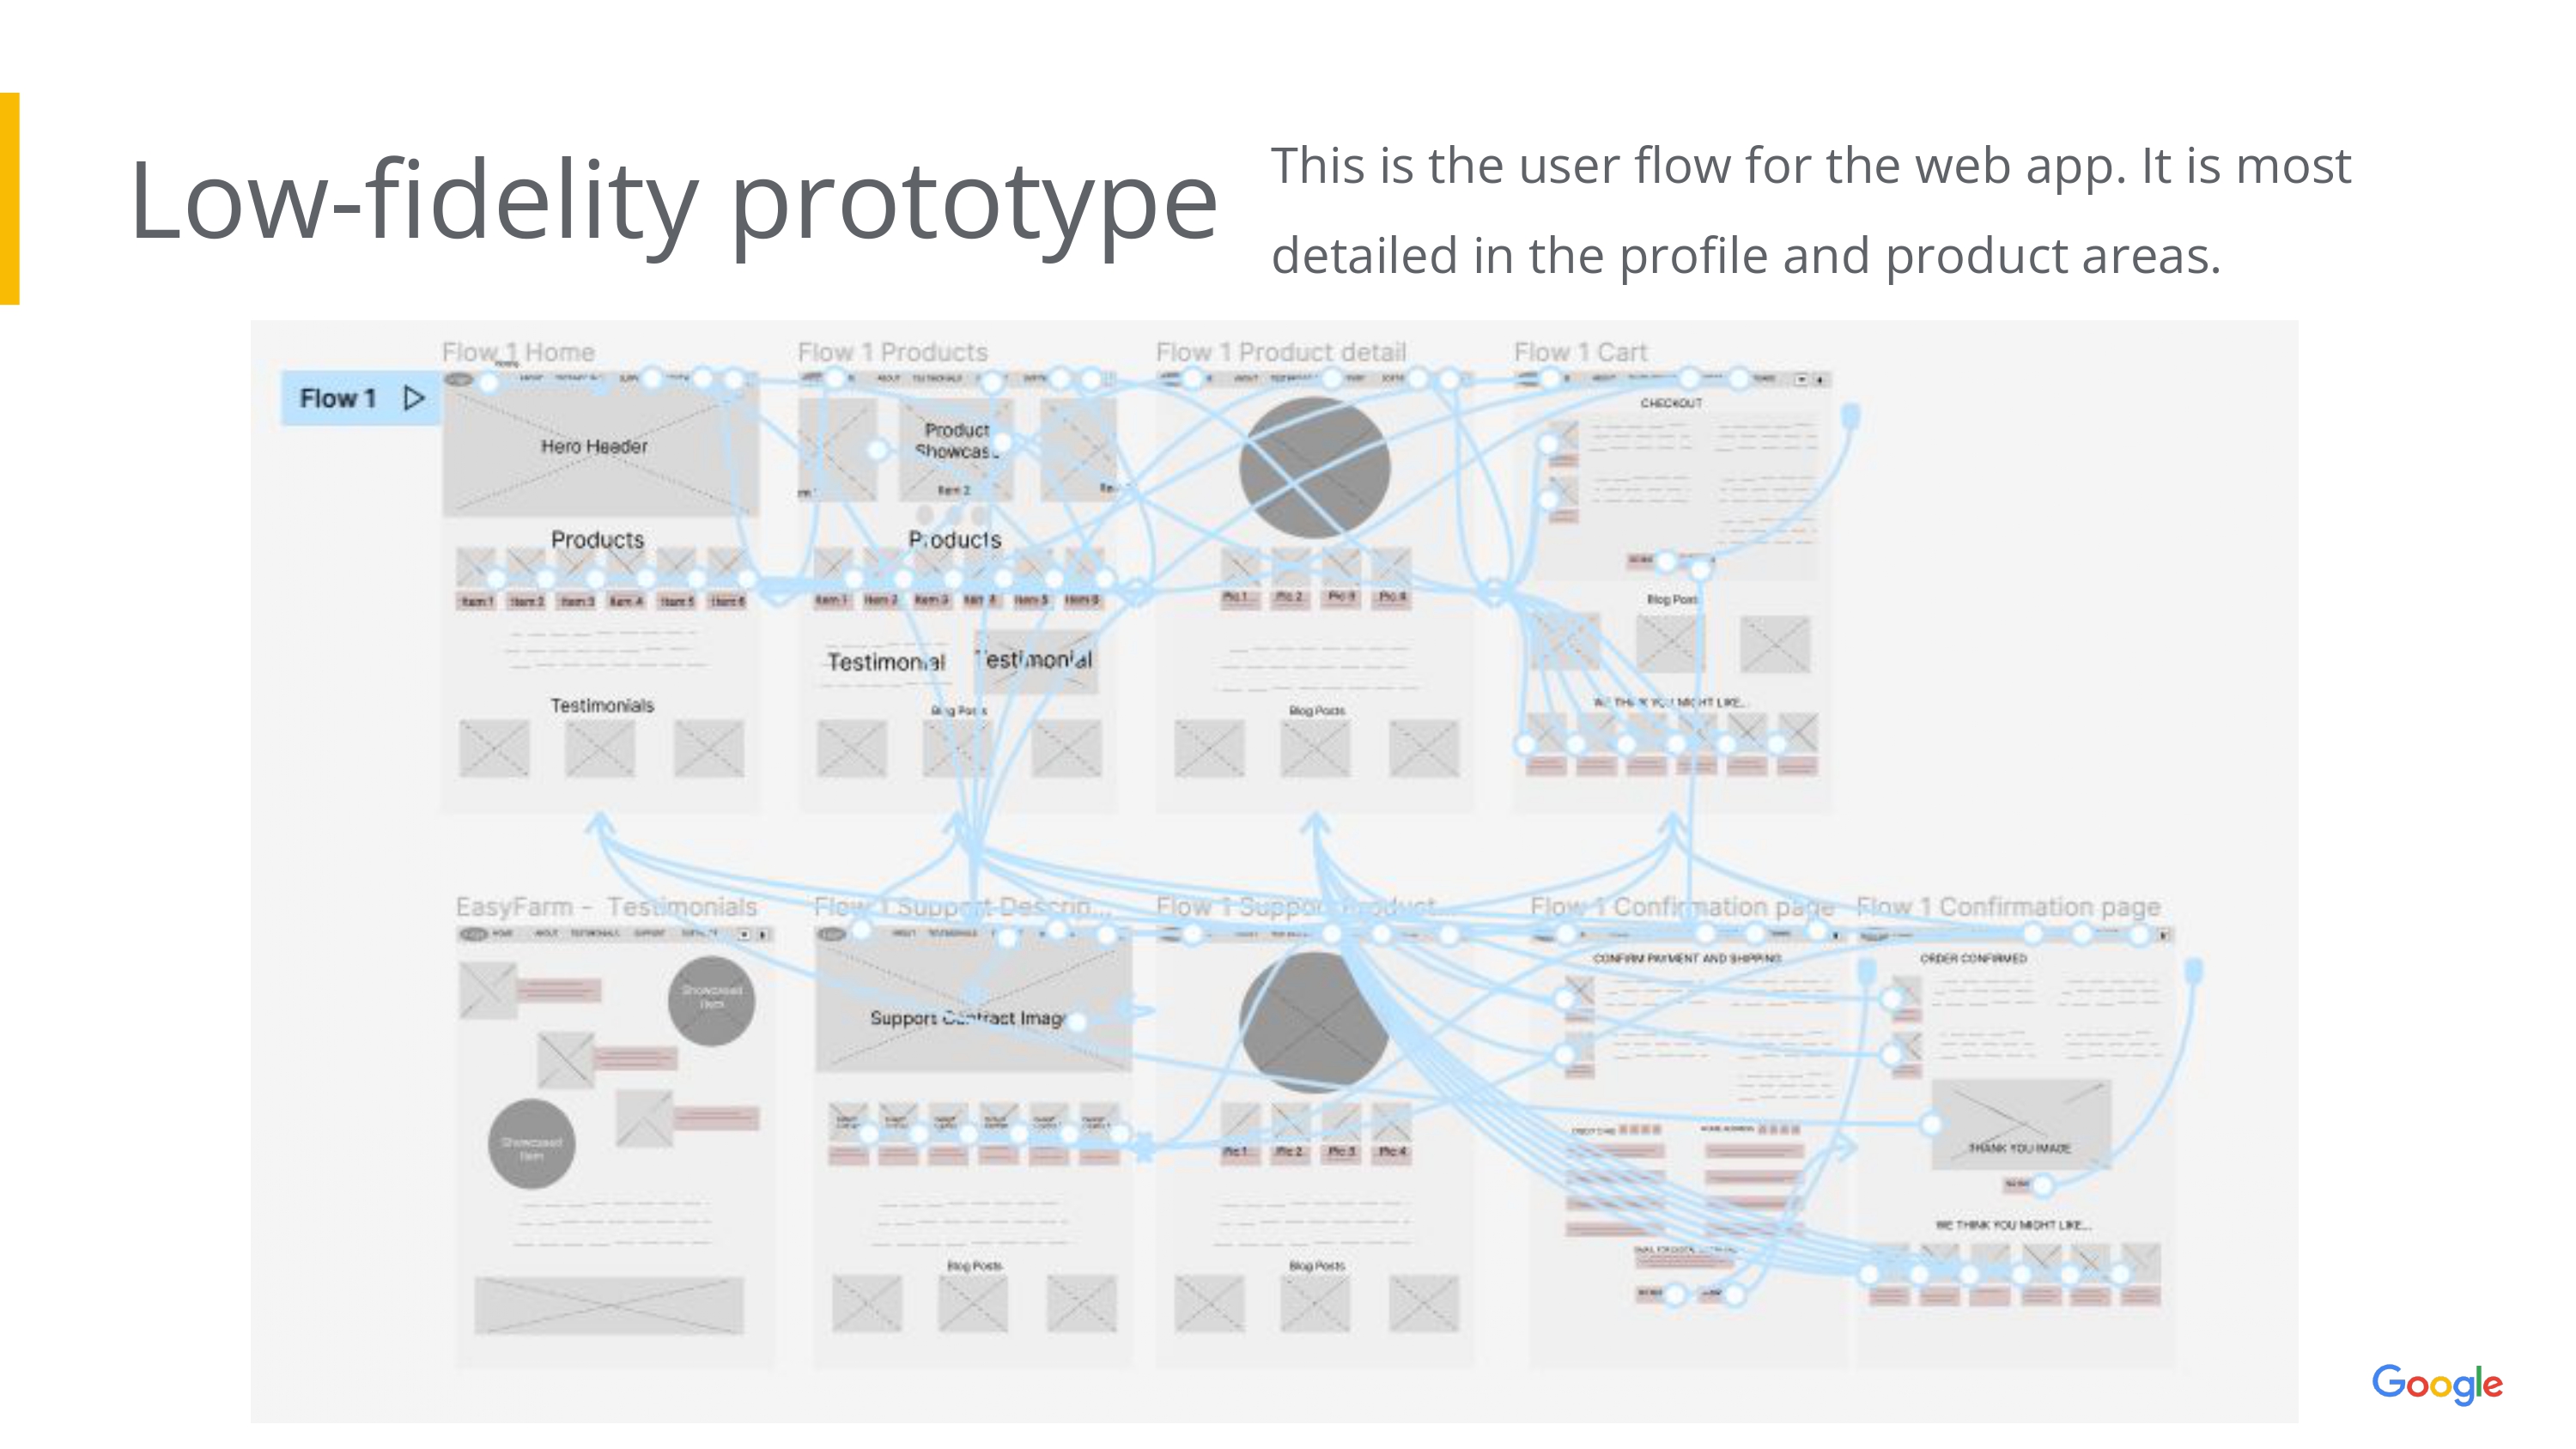 Low-fidelity prototype
This is the user flow for the web app. It is most
detailed in the profile and product areas.
Flow 1 Home
Flow 1 Products
Flow 1 Product detail
Flow 1 Cart
Flow 1
Hero Header
Product
Item 2
CHECKOUT
Products
Products
Item 1 Item 2 Item 3 Item 4 Item 5 Item 6
Item 1 Item 2 Item 3 Item 5 Item 6
Pic 1 Pic 2 Pic 3 Pic 4
Blog Posts
Testimonial
Testimonial
Testimonials
Blog Posts
Blog Posts
WE THINK YOU MIGHT LIKE...
EasyFarm - Testimonials
Flow 1 Support Descrip...
Flow 1 Support Product...
Flow 1 Confirmation page
Flow 1 Confirmation page
HOME ABOUT TESTIMONIALS SUPPORT
CONFIRM PAYMENT AND SHIPPING
ORDER CONFIRMED
Showcased
Item
Support Contract Image
Showcased
Item
Pic 1 Pic 2 Pic 3 Pic 4
THANK YOU IMAGE
WE THINK YOU MIGHT LIKE...
Blog Posts
Blog Posts
Google